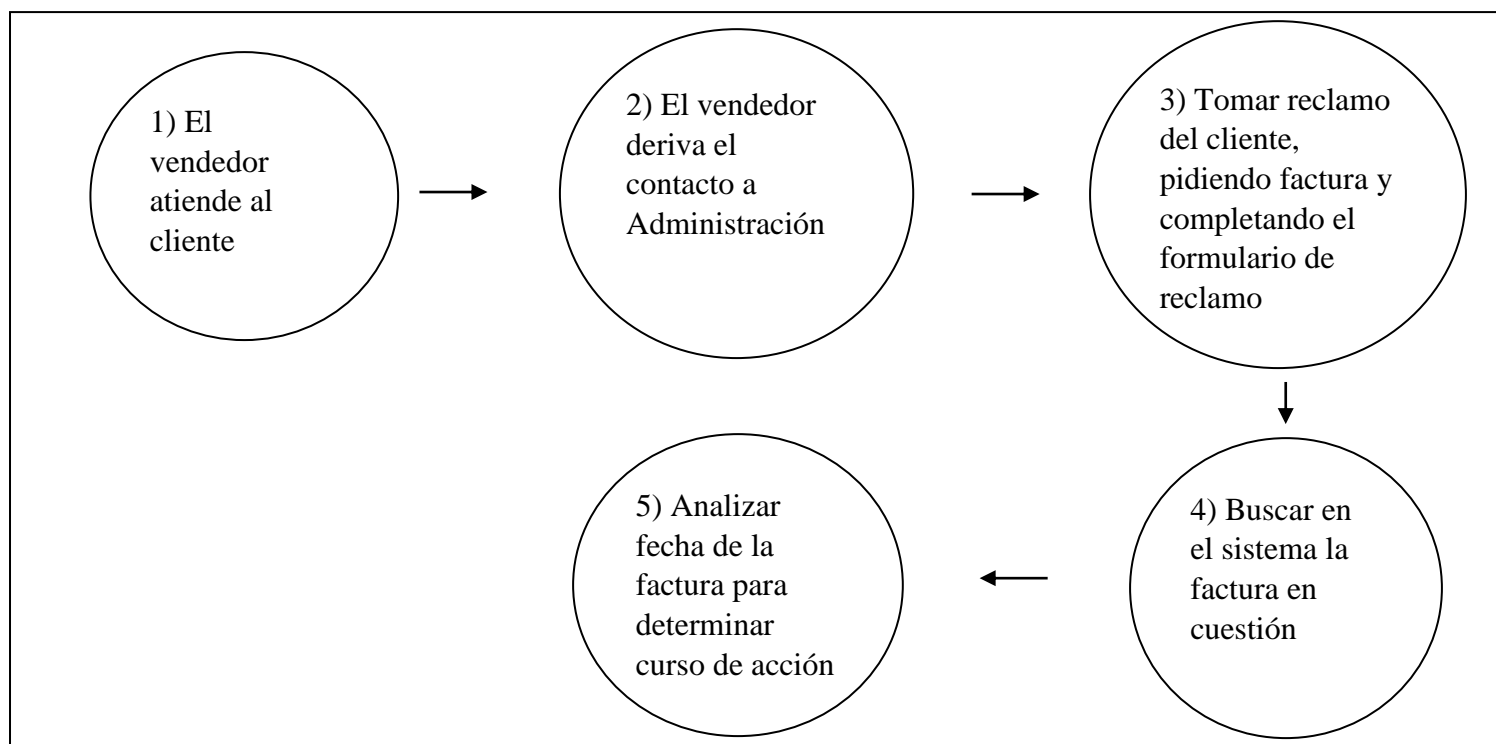 1) El
vendedor
atiende al
cliente
2) El vendedor
deriva el
contacto a
Administración
3) Tomar reclamo
del cliente,
pidiendo factura y
completando el
formulario de
reclamo
4) Buscar en
el sistema la
factura en
cuestión
5) Analizar
fecha de la
factura para
determinar
curso de acción